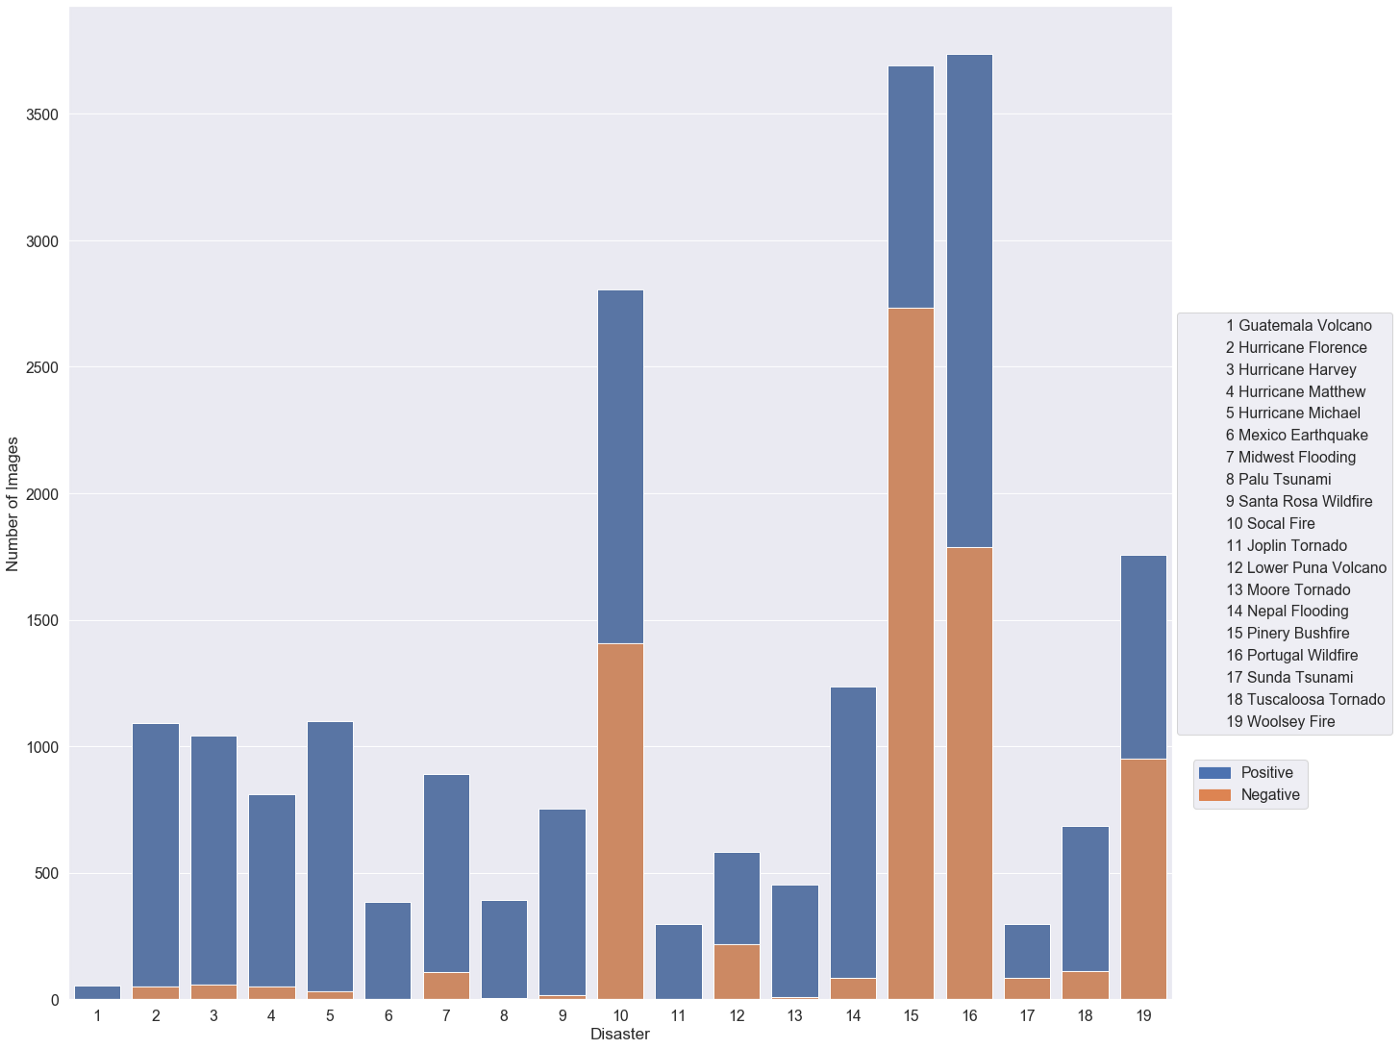 3500
3000
2500
2000
1500
1000
500
0
Number of Images
1 2 3 4 5 6 7 8 9 10 11 12 13 14 15 16 17 18 19
Disaster
1 Guatemala Volcano
2 Hurricane Florence
3 Hurricane Harvey
4 Hurricane Matthew
5 Hurricane Michael
6 Mexico Earthquake
7 Midwest Flooding
8 Palu Tsunami
9 Santa Rosa Wildfire
10 Socal Fire
11 Joplin Tornado
12 Lower Puna Volcano
13 Moore Tornado
14 Nepal Flooding
15 Pinery Bushfire
16 Portugal Wildfire
17 Sunda Tsunami
18 Tuscaloosa Tornado
19 Woolsey Fire
Positive
Negative